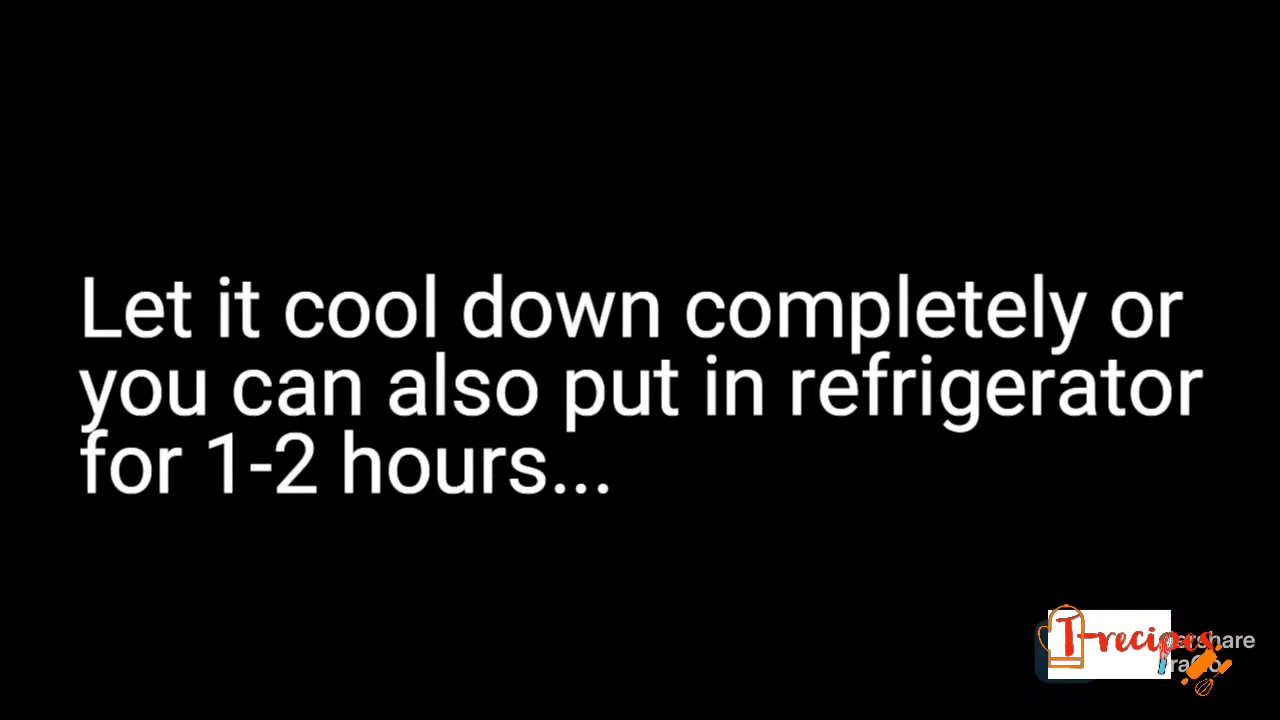 Let it cool down completely or
you can also put in refrigerator
for 1-2 hours...
T-recipes